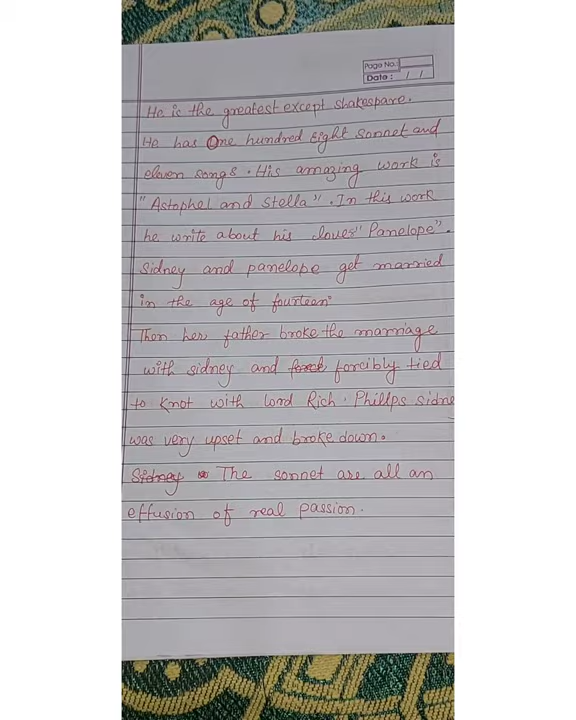 Page No.:
Date : / /
He is the greatest except shakespare.
He has One hundred Eight sonnet and
eleven songs. His amazing work is
"Astophel and Stella". In this work
he write about his lover "Panelope".
Sidney and panelope get married
in the age of fourteen.
Then her father broke the marriage
with sidney and forcibly tied
to Knot with Lord Rich. Phillps sidne
was very upset and broke down.
Sidney The sonnet are all an
effusion of real passion.